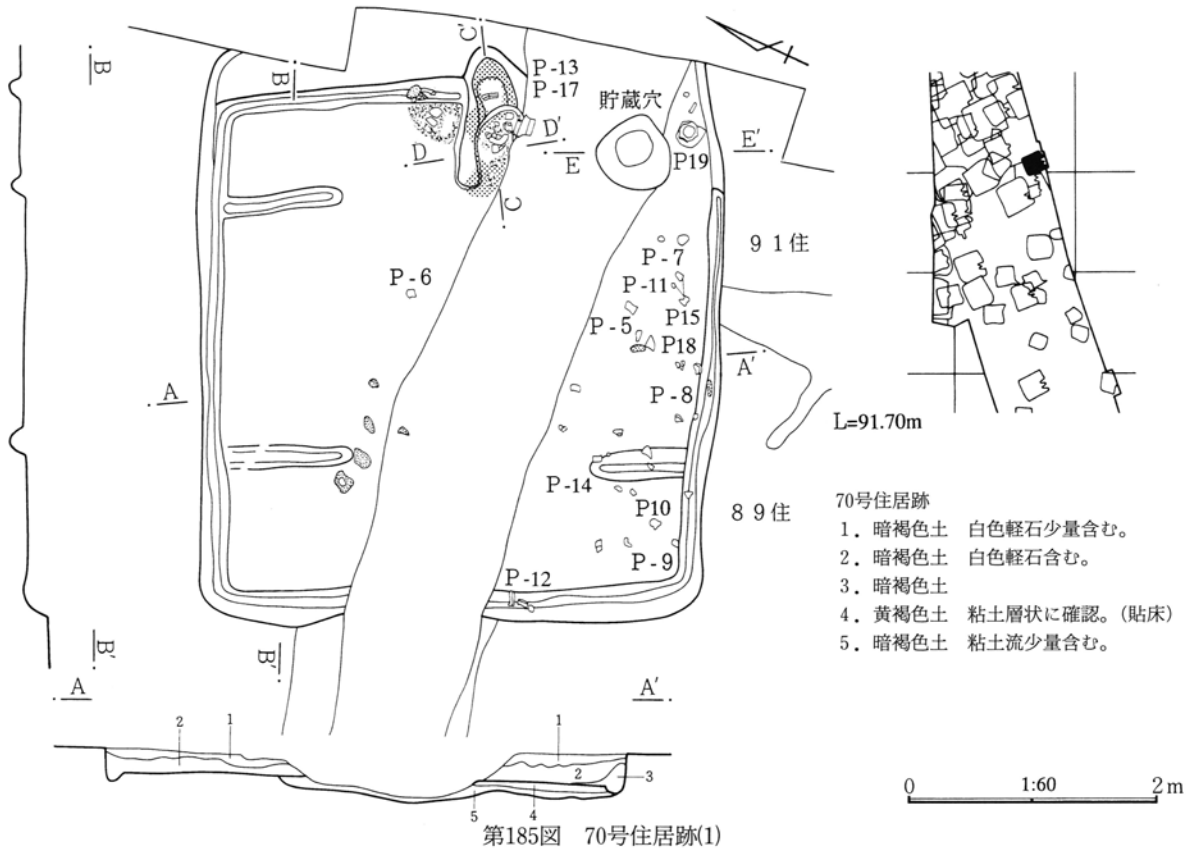 B
B
C'
P-13
P-17
貯蔵穴
D'
D
E
E'
P19
C
91住
P-7
P-6
P-11
P15
P-5
P18
A'
A
P-8
L=91.70m
P-14
70号住居跡
89住
P10
1．暗褐色土　白色軽石少量含む。
2．暗褐色土　白色軽石含む。
P-9
3．暗褐色土
P-12
4．黄褐色土　粘土層状に確認。(貼床)
5．暗褐色土　粘土流少量含む。
B'
B'
A
A'
2
1
1
2
3
0
1:60
2m
5
4
第185図　70号住居跡(1)